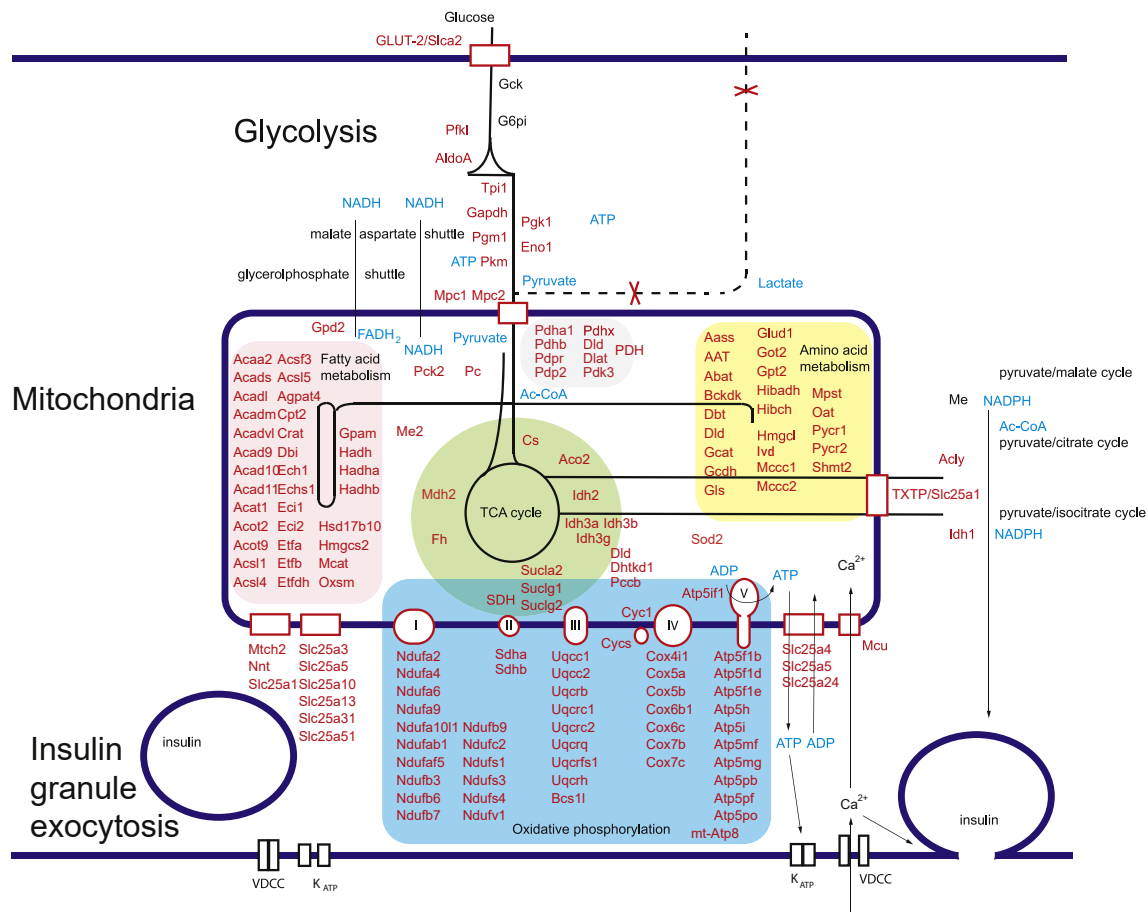 Glucose
GLUT-2/Slca2
Gck
Glycolysis
G6pi
Pfkl
AldoA
Tpi1
NADH NADH
Gapdh
Pgk1
ATP
malate aspartate shuttle
Pgm1
Eno1
ATP Pkm
glycerolphosphate shuttle
Pyruvate
Lactate
Mpc1 Mpc2
Mitochondria
Gpd2
FADH2
NADH
Pyruvate
Pck2
Pc
Ac-CoA
Me2
Fatty acid
metabolism
Acaa2 Acsf3
Acads Acsl5
Acadl Agpat4
Acadm Cpt2
Acadvl Crat
Acad9 Dbi
Acad10 Ech1
Acad11 Echs1
Acat1 Eci1
Acot2 Eci2
Acot9 Etfa
Acsl1 Etfb
Acsl4 Etfdh
Gpam
Hadh
Hadha
Hadhb
Hsd17b10
Hmgcs2
Mcat
Oxsm
Pdha1 Pdhx
Pdhb Dld
Pdpr Dlat
Pdp2 Pdk3
PDH
Amino acid
metabolism
Aass
AAT
Abat
Bckdk
Dbt
Dld
Gcat
Gcdh
Gls
Glud1
Got2
Gpt2
Hibadh
Hibch
Hmgcl
Ivd
Mccc1
Mccc2
Mpst
Oat
Pycr1
Pycr2
Shmt2
Cs
Aco2
Mdh2
TCA cycle
Idh2
Fh
Idh3a Idh3b
Idh3g
Sod2
Dld
Dhtkd1
Pccb
Sucla2
Suclg1
Suclg2
SDH
pyruvate/malate cycle
Me NADPH
Ac-CoA
pyruvate/citrate cycle
Acly
TXTP/Slc25a1
pyruvate/isocitrate cycle
Idh1 NADPH
Ca2+
ADP
ATP
Atp5if1
V
Cyc1
I
II
III
IV
Cycs
Mtch2
Nnt
Slc25a1
Slc25a3
Slc25a5
Slc25a10
Slc25a13
Slc25a31
Slc25a51
Ndufa2
Ndufa4
Ndufa6
Ndufa9
Ndufa10l1
Ndufab1
Ndufaf5
Ndufb3
Ndufb6
Ndufb7
Ndufb9
Ndufc2
Ndufs1
Ndufs3
Ndufs4
Ndufv1
Sdha
Sdhb
Uqcc1
Uqcc2
Uqcrb
Uqcrc1
Uqcrc2
Uqcrq
Uqcrfs1
Uqcrh
Bcs1l
Cox4i1
Cox5a
Cox5b
Cox6b1
Cox6c
Cox7b
Cox7c
Atp5f1b
Atp5f1d
Atp5f1e
Atp5h
Atp5i
Atp5mf
Atp5mg
Atp5pb
Atp5pf
Atp5po
mt-Atp8
Oxidative phosphorylation
Slc25a4
Slc25a5
Slc25a24
Mcu
ATP ADP
Insulin
granule
exocytosis
insulin
Ca2+
insulin
VDCC
KATP
KATP
VDCC